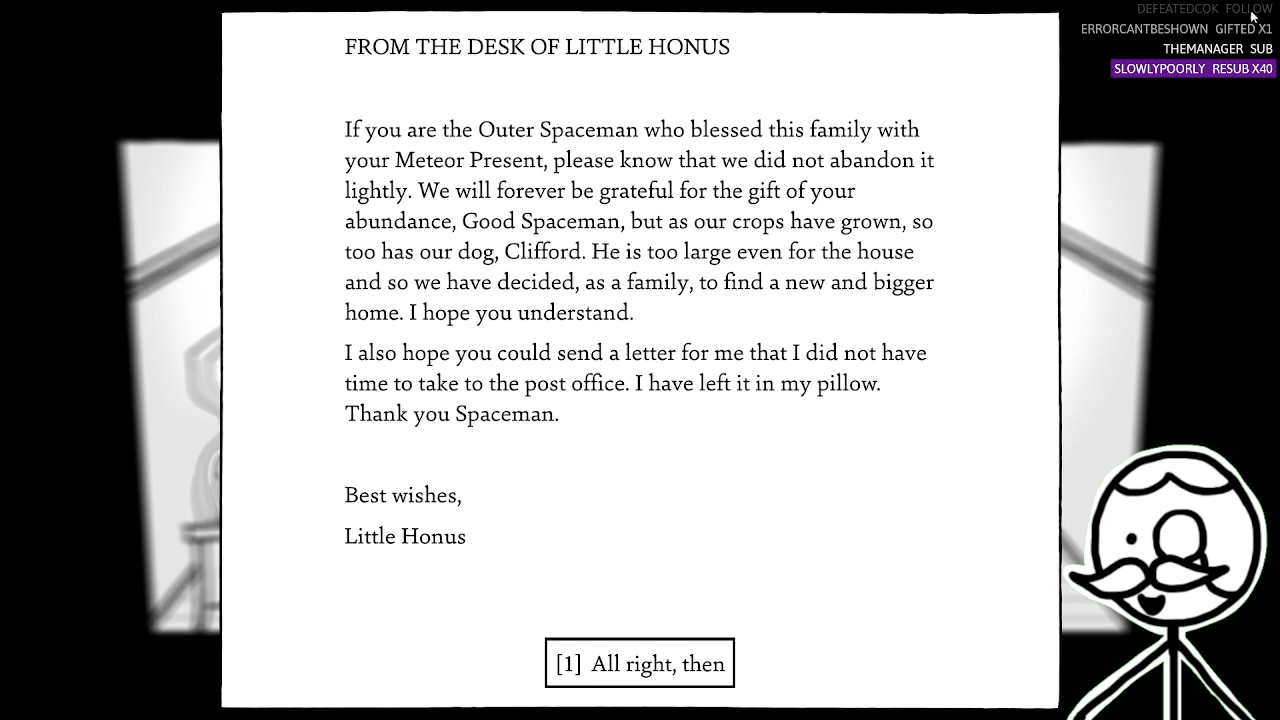 DEFEATEDCOK FOLLOW
ERRORCANTBESHOWN GIFTED X1
THEMANAGER SUB
SLOWLYPOORLY RESUB X40
FROM THE DESK OF LITTLE HONUS
If you are the Outer Spaceman who blessed this family with
your Meteor Present, please know that we did not abandon it
lightly. We will forever be grateful for the gift of your
abundance, Good Spaceman, but as our crops have grown, so
too has our dog, Clifford. He is too large even for the house
and so we have decided, as a family, to find a new and bigger
home. I hope you understand.
I also hope you could send a letter for me that I did not have
time to take to the post office. I have left it in my pillow.
Thank you Spaceman.
Best wishes,
Little Honus
[1] All right, then